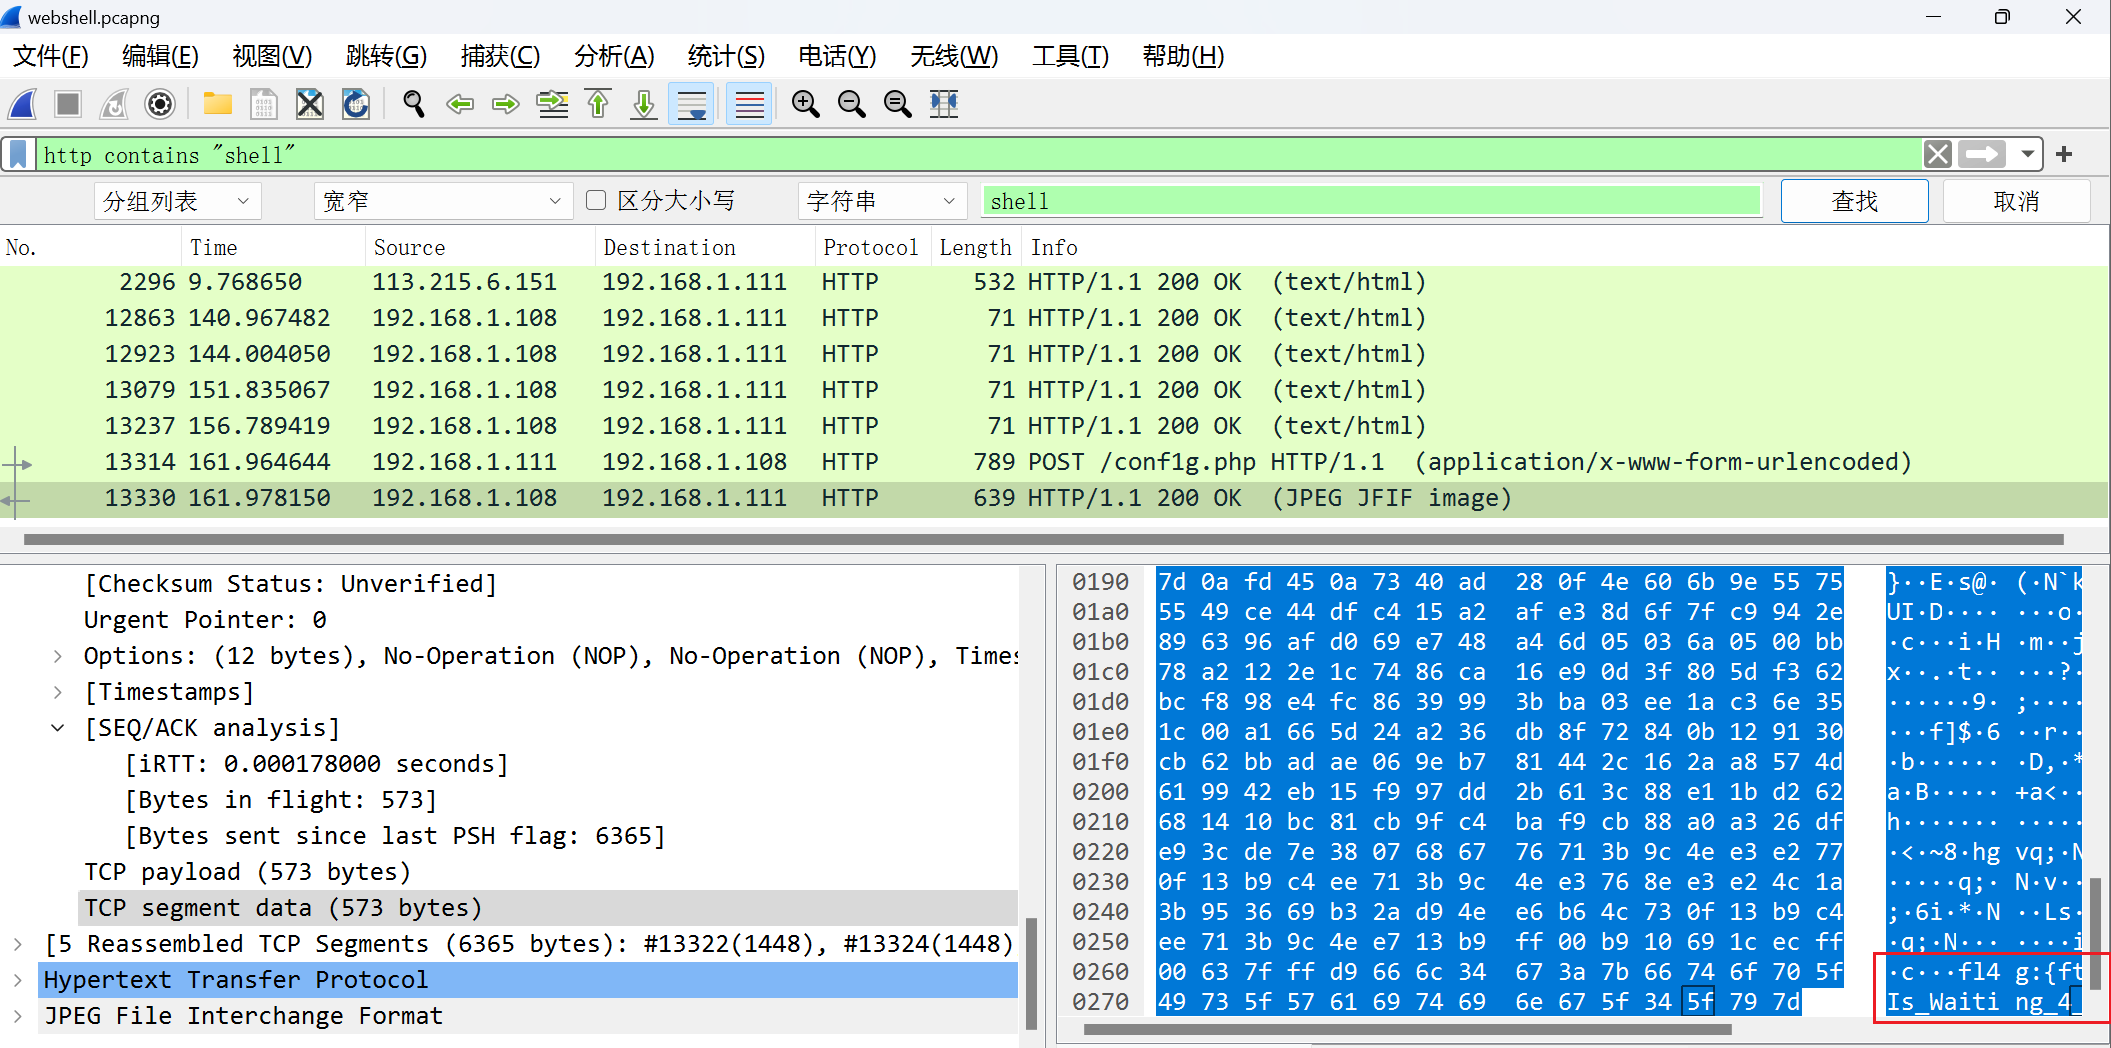 webshell.pcapng
文件(F) 编辑(E) 视图(V) 跳转(G) 捕获(C) 分析(A) 统计(S) 电话(Y) 无线(W) 工具(T) 帮助(H)
http contains "shell"
分组列表 宽窄 区分大小写 字符串 shell 查找 取消
No. Time Source Destination Protocol Length Info
2296 9.768650 113.215.6.151 192.168.1.111 HTTP 532 HTTP/1.1 200 OK (text/html)
12863 140.967482 192.168.1.108 192.168.1.111 HTTP 71 HTTP/1.1 200 OK (text/html)
12923 144.004050 192.168.1.108 192.168.1.111 HTTP 71 HTTP/1.1 200 OK (text/html)
13079 151.835067 192.168.1.108 192.168.1.111 HTTP 71 HTTP/1.1 200 OK (text/html)
13237 156.789419 192.168.1.108 192.168.1.111 HTTP 71 HTTP/1.1 200 OK (text/html)
13314 161.964644 192.168.1.111 192.168.1.108 HTTP 789 POST /conf1g.php HTTP/1.1 (application/x-www-form-urlencoded)
13330 161.978150 192.168.1.108 192.168.1.111 HTTP 639 HTTP/1.1 200 OK (JPEG JFIF image)
[Checksum Status: Unverified]
Urgent Pointer: 0
Options: (12 bytes), No-Operation (NOP), No-Operation (NOP), Times
[Timestamps]
[SEQ/ACK analysis]
[iRTT: 0.000178000 seconds]
[Bytes in flight: 573]
[Bytes sent since last PSH flag: 6365]
TCP payload (573 bytes)
TCP segment data (573 bytes)
[5 Reassembled TCP Segments (6365 bytes): #13322(1448), #13324(1448)
Hypertext Transfer Protocol
JPEG File Interchange Format
0190 7d 0a fd 45 0a 73 40 ad 28 0f 4e 60 6b 9e 55 75 }··E·s@· (·N`k
01a0 55 49 ce 44 df c4 15 a2 af e3 8d 6f 7f c9 94 2e UI·D···· ···o·
01b0 89 63 96 af d0 69 e7 48 a4 6d 05 03 6a 05 00 bb ·c···i·H ·m··j
01c0 78 a2 12 2e 1c 74 86 ca 16 e9 0d 3f 80 5d f3 62 x··.·t·· ···?·
01d0 bc f8 98 e4 fc 86 39 99 3b ba 03 ee 1a c3 6e 35 ······9· ;····
01e0 1c 00 a1 66 5d 24 a2 36 db 8f 72 84 0b 12 91 30 ···f]$·6 ··r··
01f0 cb 62 bb ad ae 06 9e b7 81 44 2c 16 2a a8 57 4d ·b······ ·D,·*
0200 61 99 42 eb 15 f9 97 dd 2b 61 3c 88 e1 1b d2 62 a·B····· +a<··
0210 68 14 10 bc 81 cb 9f c4 ba f9 cb 88 a0 a3 26 df h······· ·····
0220 e9 3c de 7e 38 07 68 67 76 71 3b 9c 4e e3 e2 77 ·<·~8·hg vq;·N
0230 0f 13 b9 c4 ee 71 3b 9c 4e e3 76 8e e3 e2 4c 1a ·····q;· N·v··
0240 3b 95 36 69 b3 2a d9 4e e6 b6 4c 73 0f 13 b9 c4 ;·6i·*·N ··Ls·
0250 ee 71 3b 9c 4e e7 13 b9 ff 00 b9 10 69 1c ec ff ·q;·N··· ····i
0260 00 63 7f ff d9 66 6c 34 67 3a 7b 66 74 6f 70 5f ·c···fl4 g:{ft
0270 49 73 5f 57 61 69 74 69 6e 67 5f 34 5f 79 7d Is_Waiti ng_4_